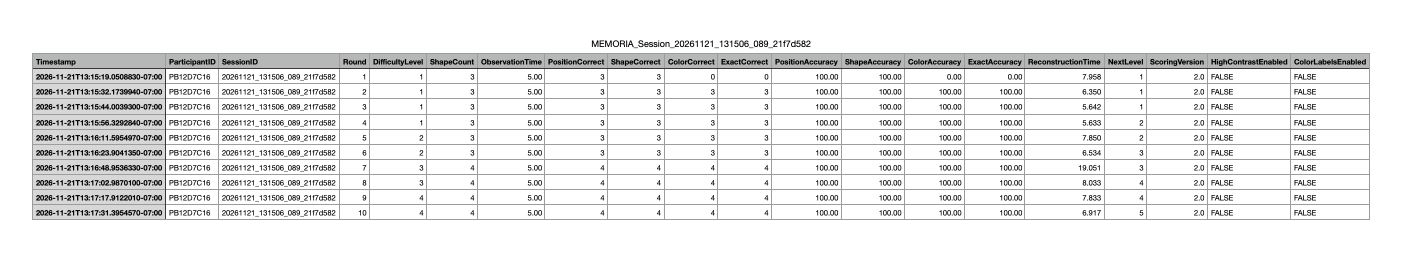 MEMORIA_Session_20261121_131506_089_21f7d582
Timestamp ParticipantID SessionID Round DifficultyLevel ShapeCount ObservationTime PositionCorrect ShapeCorrect ColorCorrect ExactCorrect PositionAccuracy ShapeAccuracy ColorAccuracy ExactAccuracy ReconstructionTime NextLevel ScoringVersion HighContrastEnabled ColorLabelsEnabled
2026-11-21T13:15:19.0508830-07:00 PB12D7C16 20261121_131506_089_21f7d582 1 1 3 5.00 3 3 0 0 100.00 100.00 0.00 0.00 7.958 1 2.0 FALSE FALSE
2026-11-21T13:15:32.1739940-07:00 PB12D7C16 20261121_131506_089_21f7d582 2 1 3 5.00 3 3 3 3 100.00 100.00 100.00 100.00 6.350 1 2.0 FALSE FALSE
2026-11-21T13:15:44.0039300-07:00 PB12D7C16 20261121_131506_089_21f7d582 3 1 3 5.00 3 3 3 3 100.00 100.00 100.00 100.00 5.642 1 2.0 FALSE FALSE
2026-11-21T13:15:56.3292840-07:00 PB12D7C16 20261121_131506_089_21f7d582 4 1 3 5.00 3 3 3 3 100.00 100.00 100.00 100.00 5.633 2 2.0 FALSE FALSE
2026-11-21T13:16:11.5954970-07:00 PB12D7C16 20261121_131506_089_21f7d582 5 2 3 5.00 3 3 3 3 100.00 100.00 100.00 100.00 7.850 2 2.0 FALSE FALSE
2026-11-21T13:16:23.9041350-07:00 PB12D7C16 20261121_131506_089_21f7d582 6 2 3 5.00 3 3 3 3 100.00 100.00 100.00 100.00 6.534 3 2.0 FALSE FALSE
2026-11-21T13:16:48.9536330-07:00 PB12D7C16 20261121_131506_089_21f7d582 7 3 4 5.00 4 4 4 4 100.00 100.00 100.00 100.00 19.051 3 2.0 FALSE FALSE
2026-11-21T13:17:02.9870100-07:00 PB12D7C16 20261121_131506_089_21f7d582 8 3 4 5.00 4 4 4 4 100.00 100.00 100.00 100.00 8.033 4 2.0 FALSE FALSE
2026-11-21T13:17:17.9122010-07:00 PB12D7C16 20261121_131506_089_21f7d582 9 4 4 5.00 4 4 4 4 100.00 100.00 100.00 100.00 7.833 4 2.0 FALSE FALSE
2026-11-21T13:17:31.3954570-07:00 PB12D7C16 20261121_131506_089_21f7d582 10 4 4 5.00 4 4 4 4 100.00 100.00 100.00 100.00 6.917 5 2.0 FALSE FALSE